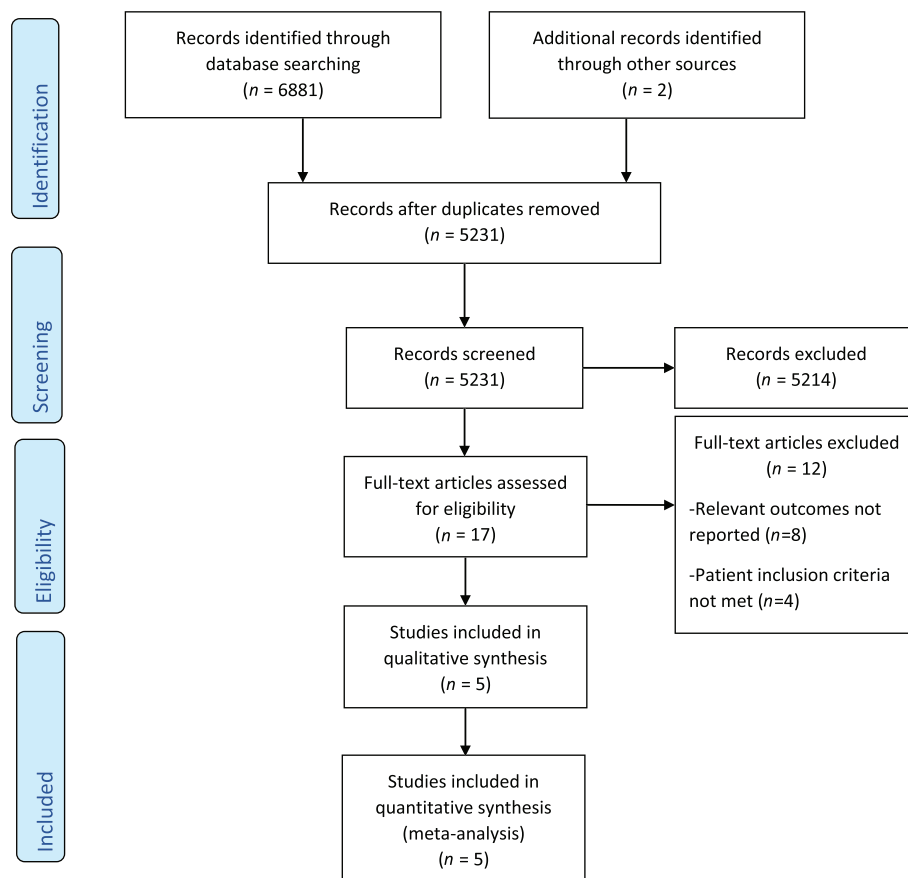 Identification
Records identified through
database searching
(n = 6881)
Additional records identified
through other sources
(n = 2)
Records after duplicates removed
(n = 5231)
Screening
Records screened
(n = 5231)
Records excluded
(n = 5214)
Eligibility
Full-text articles assessed
for eligibility
(n = 17)
Full-text articles excluded
(n = 12)
-Relevant outcomes not
reported (n=8)
-Patient inclusion criteria
not met (n=4)
Included
Studies included in
qualitative synthesis
(n = 5)
Studies included in
quantitative synthesis
(meta-analysis)
(n = 5)